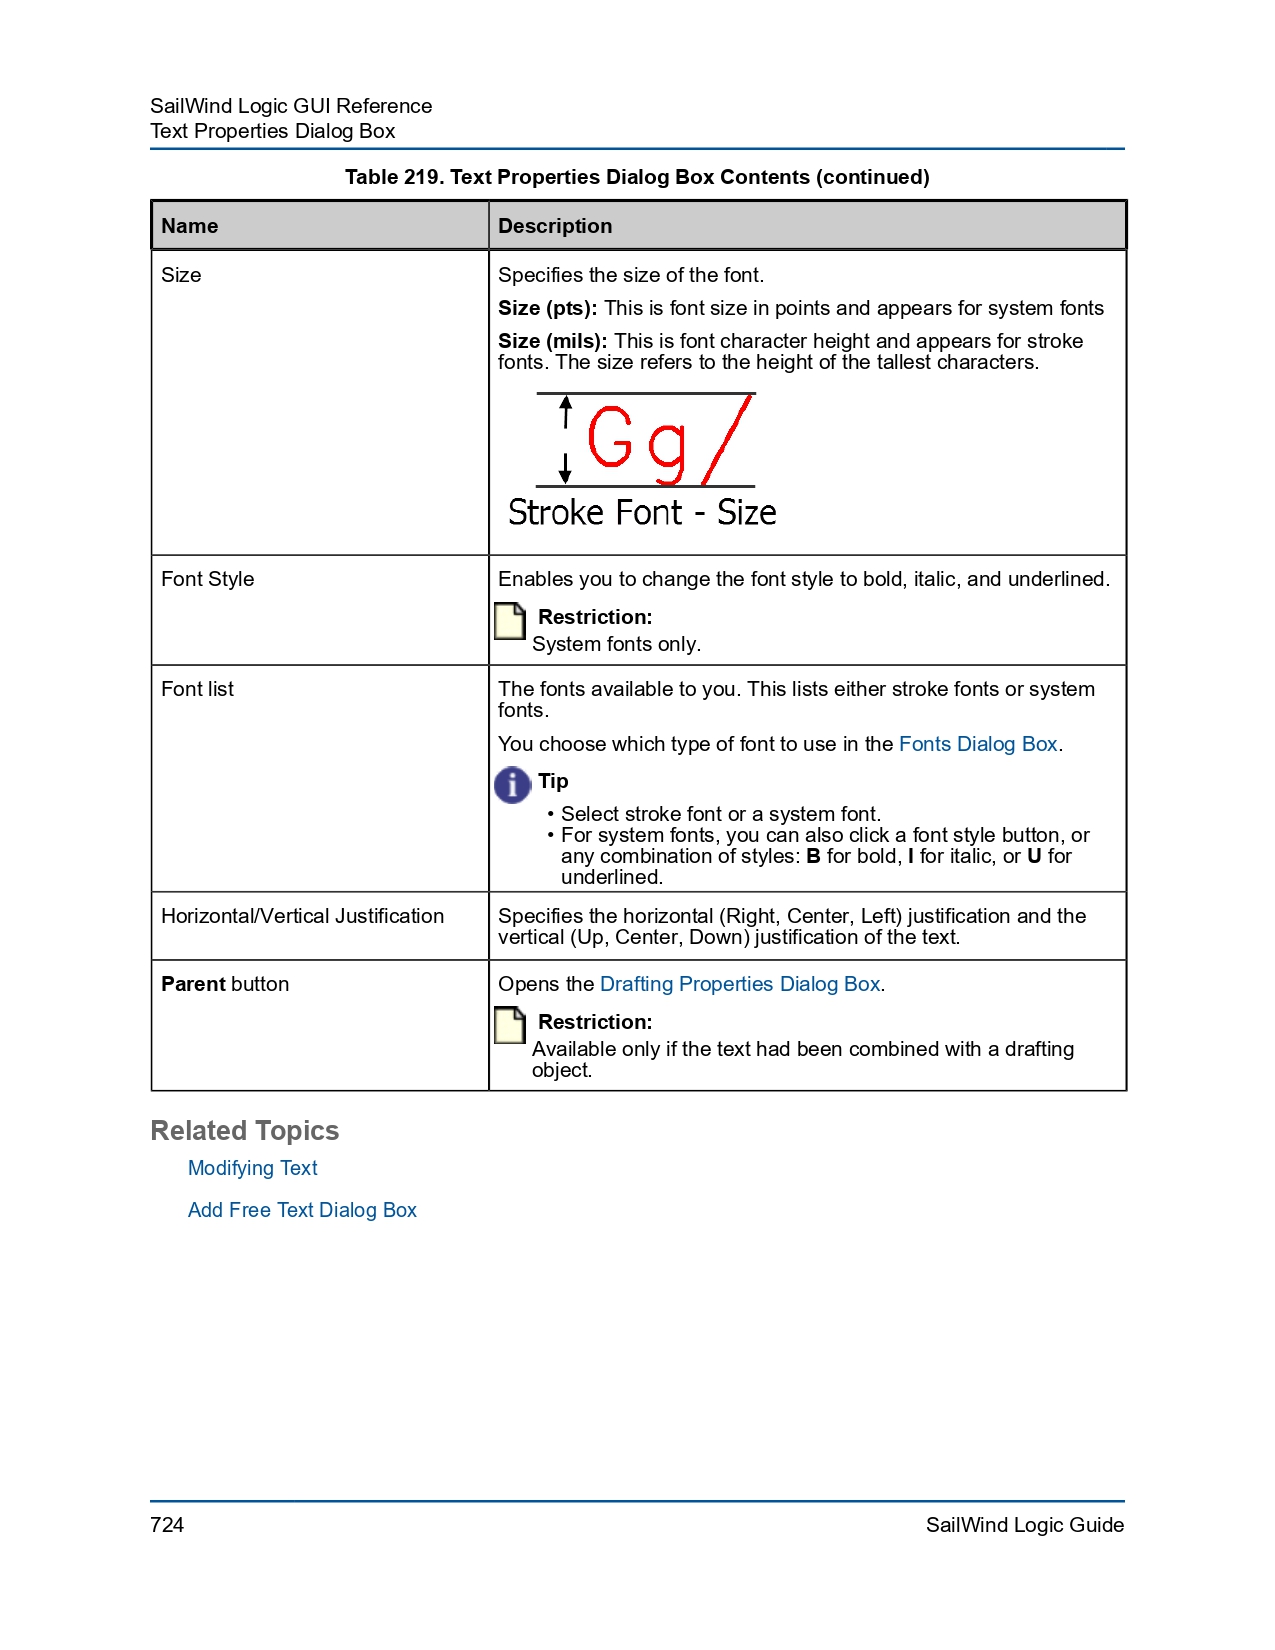 SailWind Logic GUI Reference
Text Properties Dialog Box
Table 219. Text Properties Dialog Box Contents (continued)
Name
Description
Size
Specifies the size of the font.
Size (pts): This is font size in points and appears for system fonts
Size (mils): This is font character height and appears for stroke
fonts. The size refers to the height of the tallest characters.
Gg/
Stroke Font - Size
Font Style
Enables you to change the font style to bold, italic, and underlined.
Restriction:
System fonts only.
Font list
The fonts available to you. This lists either stroke fonts or system
fonts.
You choose which type of font to use in the Fonts Dialog Box.
i Tip
• Select stroke font or a system font.
• For system fonts, you can also click a font style button, or
any combination of styles: B for bold, I for italic, or U for
underlined.
Horizontal/Vertical Justification
Specifies the horizontal (Right, Center, Left) justification and the
vertical (Up, Center, Down) justification of the text.
Parent button
Opens the Drafting Properties Dialog Box.
Restriction:
Available only if the text had been combined with a drafting
object.
Related Topics
Modifying Text
Add Free Text Dialog Box
724
SailWind Logic Guide